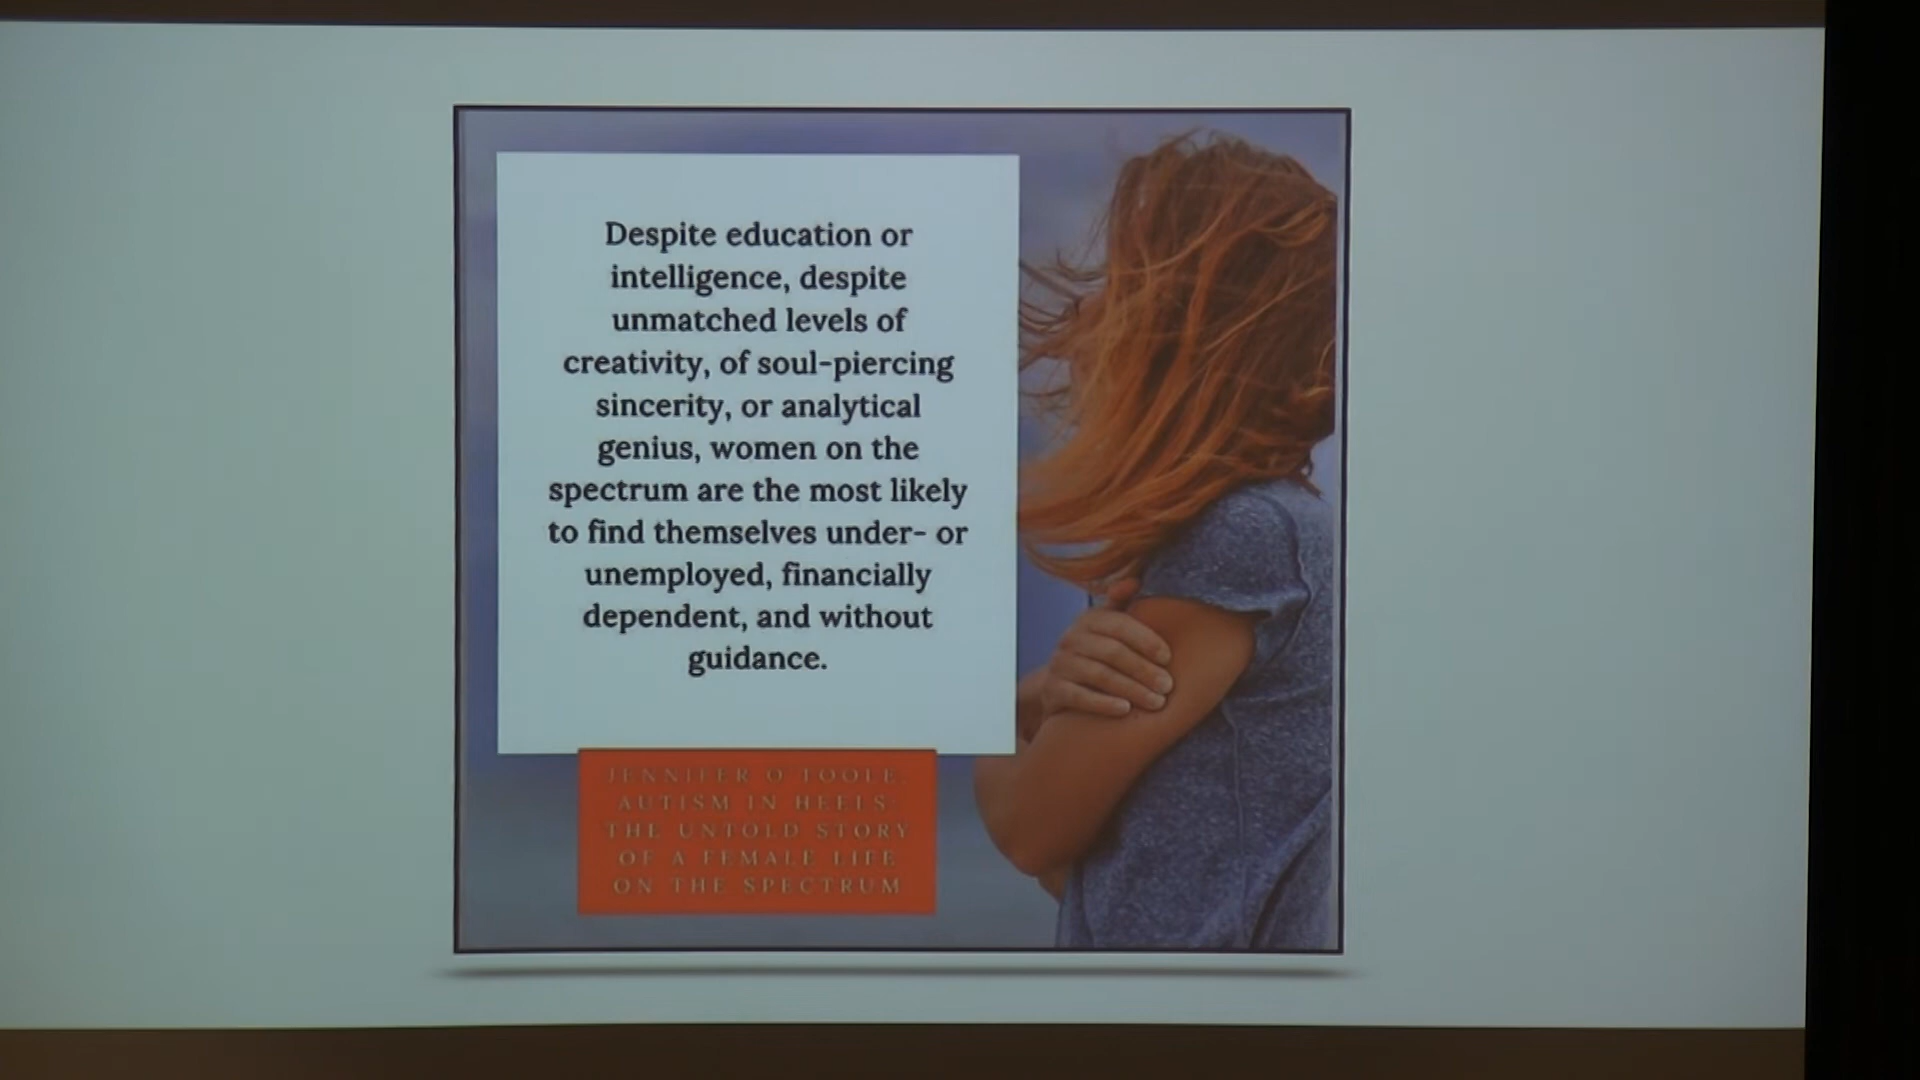 Despite education or
intelligence, despite
unmatched levels of
creativity, of soul-piercing
sincerity, or analytical
genius, women on the
spectrum are the most likely
to find themselves under- or
unemployed, financially
dependent, and without
guidance.
JENNIFER O'TOOLE,
AUTISM IN HEELS:
THE UNTOLD STORY
OF A FEMALE LIFE
ON THE SPECTRUM